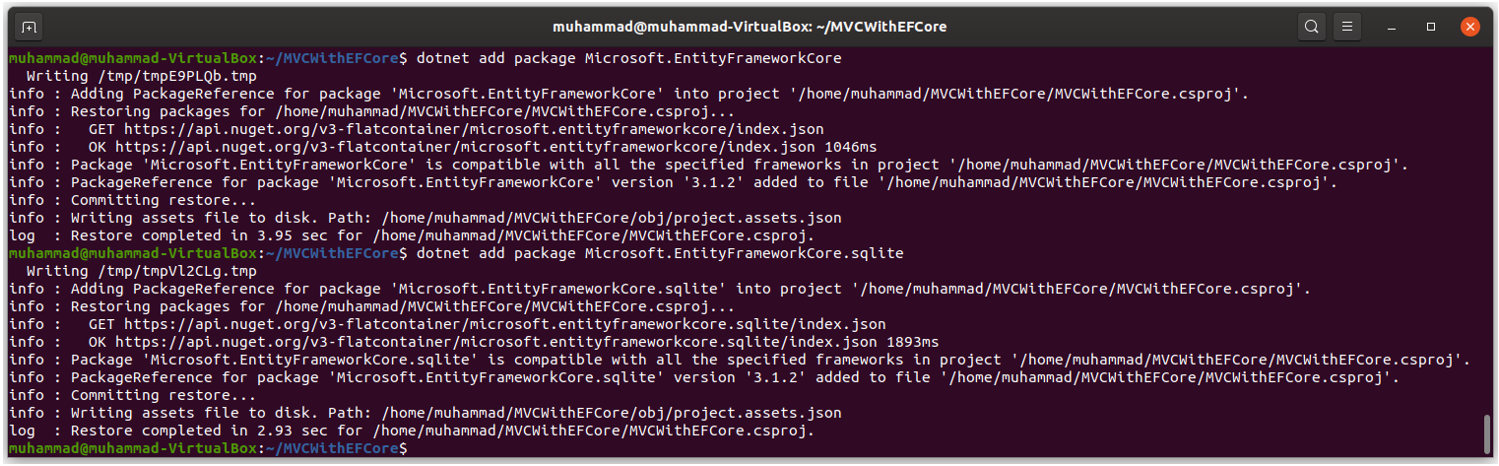 muhammad@muhammad-VirtualBox: ~/MVCWithEFCore
muhammad@muhammad-VirtualBox:~/MVCWithEFCore$ dotnet add package Microsoft.EntityFrameworkCore
  Writing /tmp/tmpE9PLQb.tmp
info : Adding PackageReference for package 'Microsoft.EntityFrameworkCore' into project '/home/muhammad/MVCWithEFCore/MVCWithEFCore.csproj'.
info : Restoring packages for /home/muhammad/MVCWithEFCore/MVCWithEFCore.csproj...
info :   GET https://api.nuget.org/v3-flatcontainer/microsoft.entityframeworkcore/index.json
info :   OK https://api.nuget.org/v3-flatcontainer/microsoft.entityframeworkcore/index.json 1046ms
info : Package 'Microsoft.EntityFrameworkCore' is compatible with all the specified frameworks in project '/home/muhammad/MVCWithEFCore/MVCWithEFCore.csproj'.
info : PackageReference for package 'Microsoft.EntityFrameworkCore' version '3.1.2' added to file '/home/muhammad/MVCWithEFCore/MVCWithEFCore.csproj'.
info : Committing restore...
info : Writing assets file to disk. Path: /home/muhammad/MVCWithEFCore/obj/project.assets.json
log  : Restore completed in 3.95 sec for /home/muhammad/MVCWithEFCore/MVCWithEFCore.csproj.
muhammad@muhammad-VirtualBox:~/MVCWithEFCore$ dotnet add package Microsoft.EntityFrameworkCore.sqlite
  Writing /tmp/tmpVl2CLg.tmp
info : Adding PackageReference for package 'Microsoft.EntityFrameworkCore.sqlite' into project '/home/muhammad/MVCWithEFCore/MVCWithEFCore.csproj'.
info : Restoring packages for /home/muhammad/MVCWithEFCore/MVCWithEFCore.csproj...
info :   GET https://api.nuget.org/v3-flatcontainer/microsoft.entityframeworkcore.sqlite/index.json
info :   OK https://api.nuget.org/v3-flatcontainer/microsoft.entityframeworkcore.sqlite/index.json 1893ms
info : Package 'Microsoft.EntityFrameworkCore.sqlite' is compatible with all the specified frameworks in project '/home/muhammad/MVCWithEFCore/MVCWithEFCore.csproj'.
info : PackageReference for package 'Microsoft.EntityFrameworkCore.sqlite' version '3.1.2' added to file '/home/muhammad/MVCWithEFCore/MVCWithEFCore.csproj'.
info : Committing restore...
info : Writing assets file to disk. Path: /home/muhammad/MVCWithEFCore/obj/project.assets.json
log  : Restore completed in 2.93 sec for /home/muhammad/MVCWithEFCore/MVCWithEFCore.csproj.
muhammad@muhammad-VirtualBox:~/MVCWithEFCore$